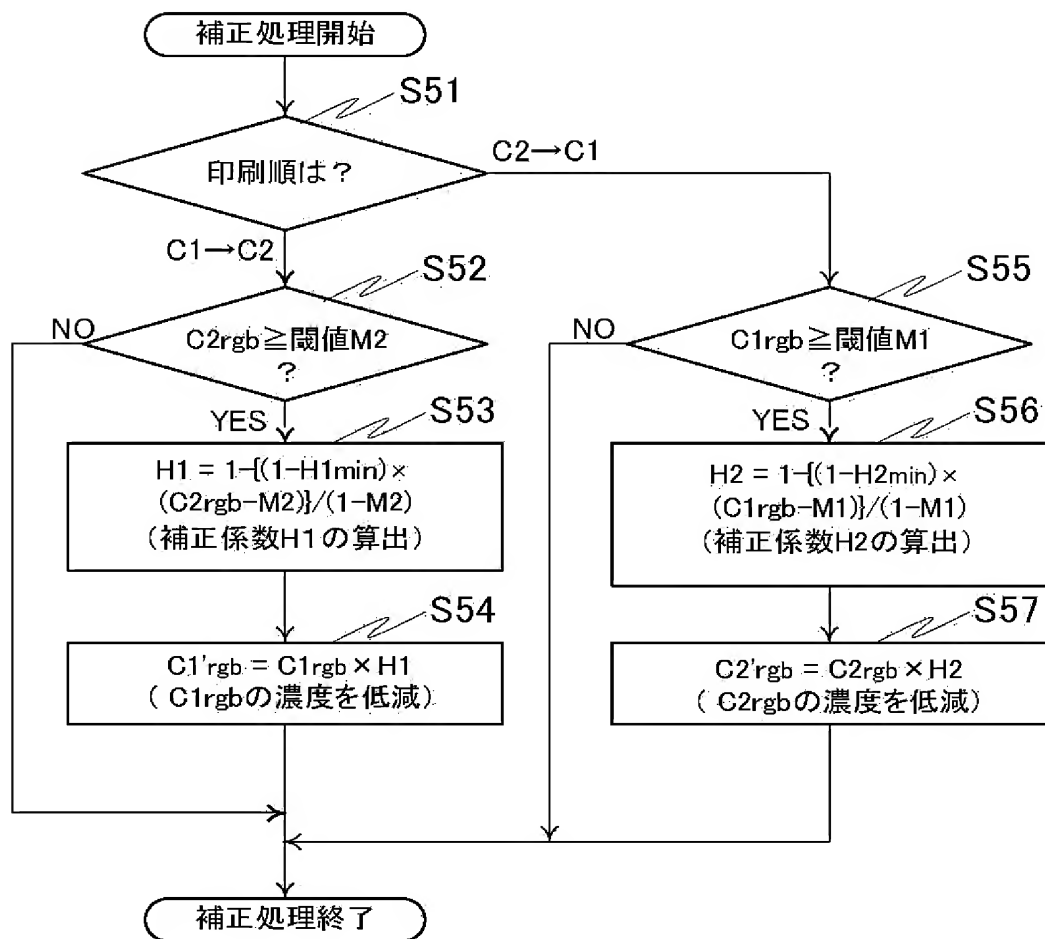 補正処理開始
S51
印刷順は?
C2→C1
C1→C2
S52
C2rgb≧閾値M2
?
NO
YES
S53
H1 = 1-{(1-H1min)×
(C2rgb-M2)}/(1-M2)
(補正係数H1の算出)
S54
C1'rgb = C1rgb×H1
( C1rgbの濃度を低減)
S55
C1rgb≧閾値M1
?
NO
YES
S56
H2 = 1-{(1-H2min)×
(C1rgb-M1)}/(1-M1)
(補正係数H2の算出)
S57
C2'rgb = C2rgb×H2
( C2rgbの濃度を低減)
補正処理終了